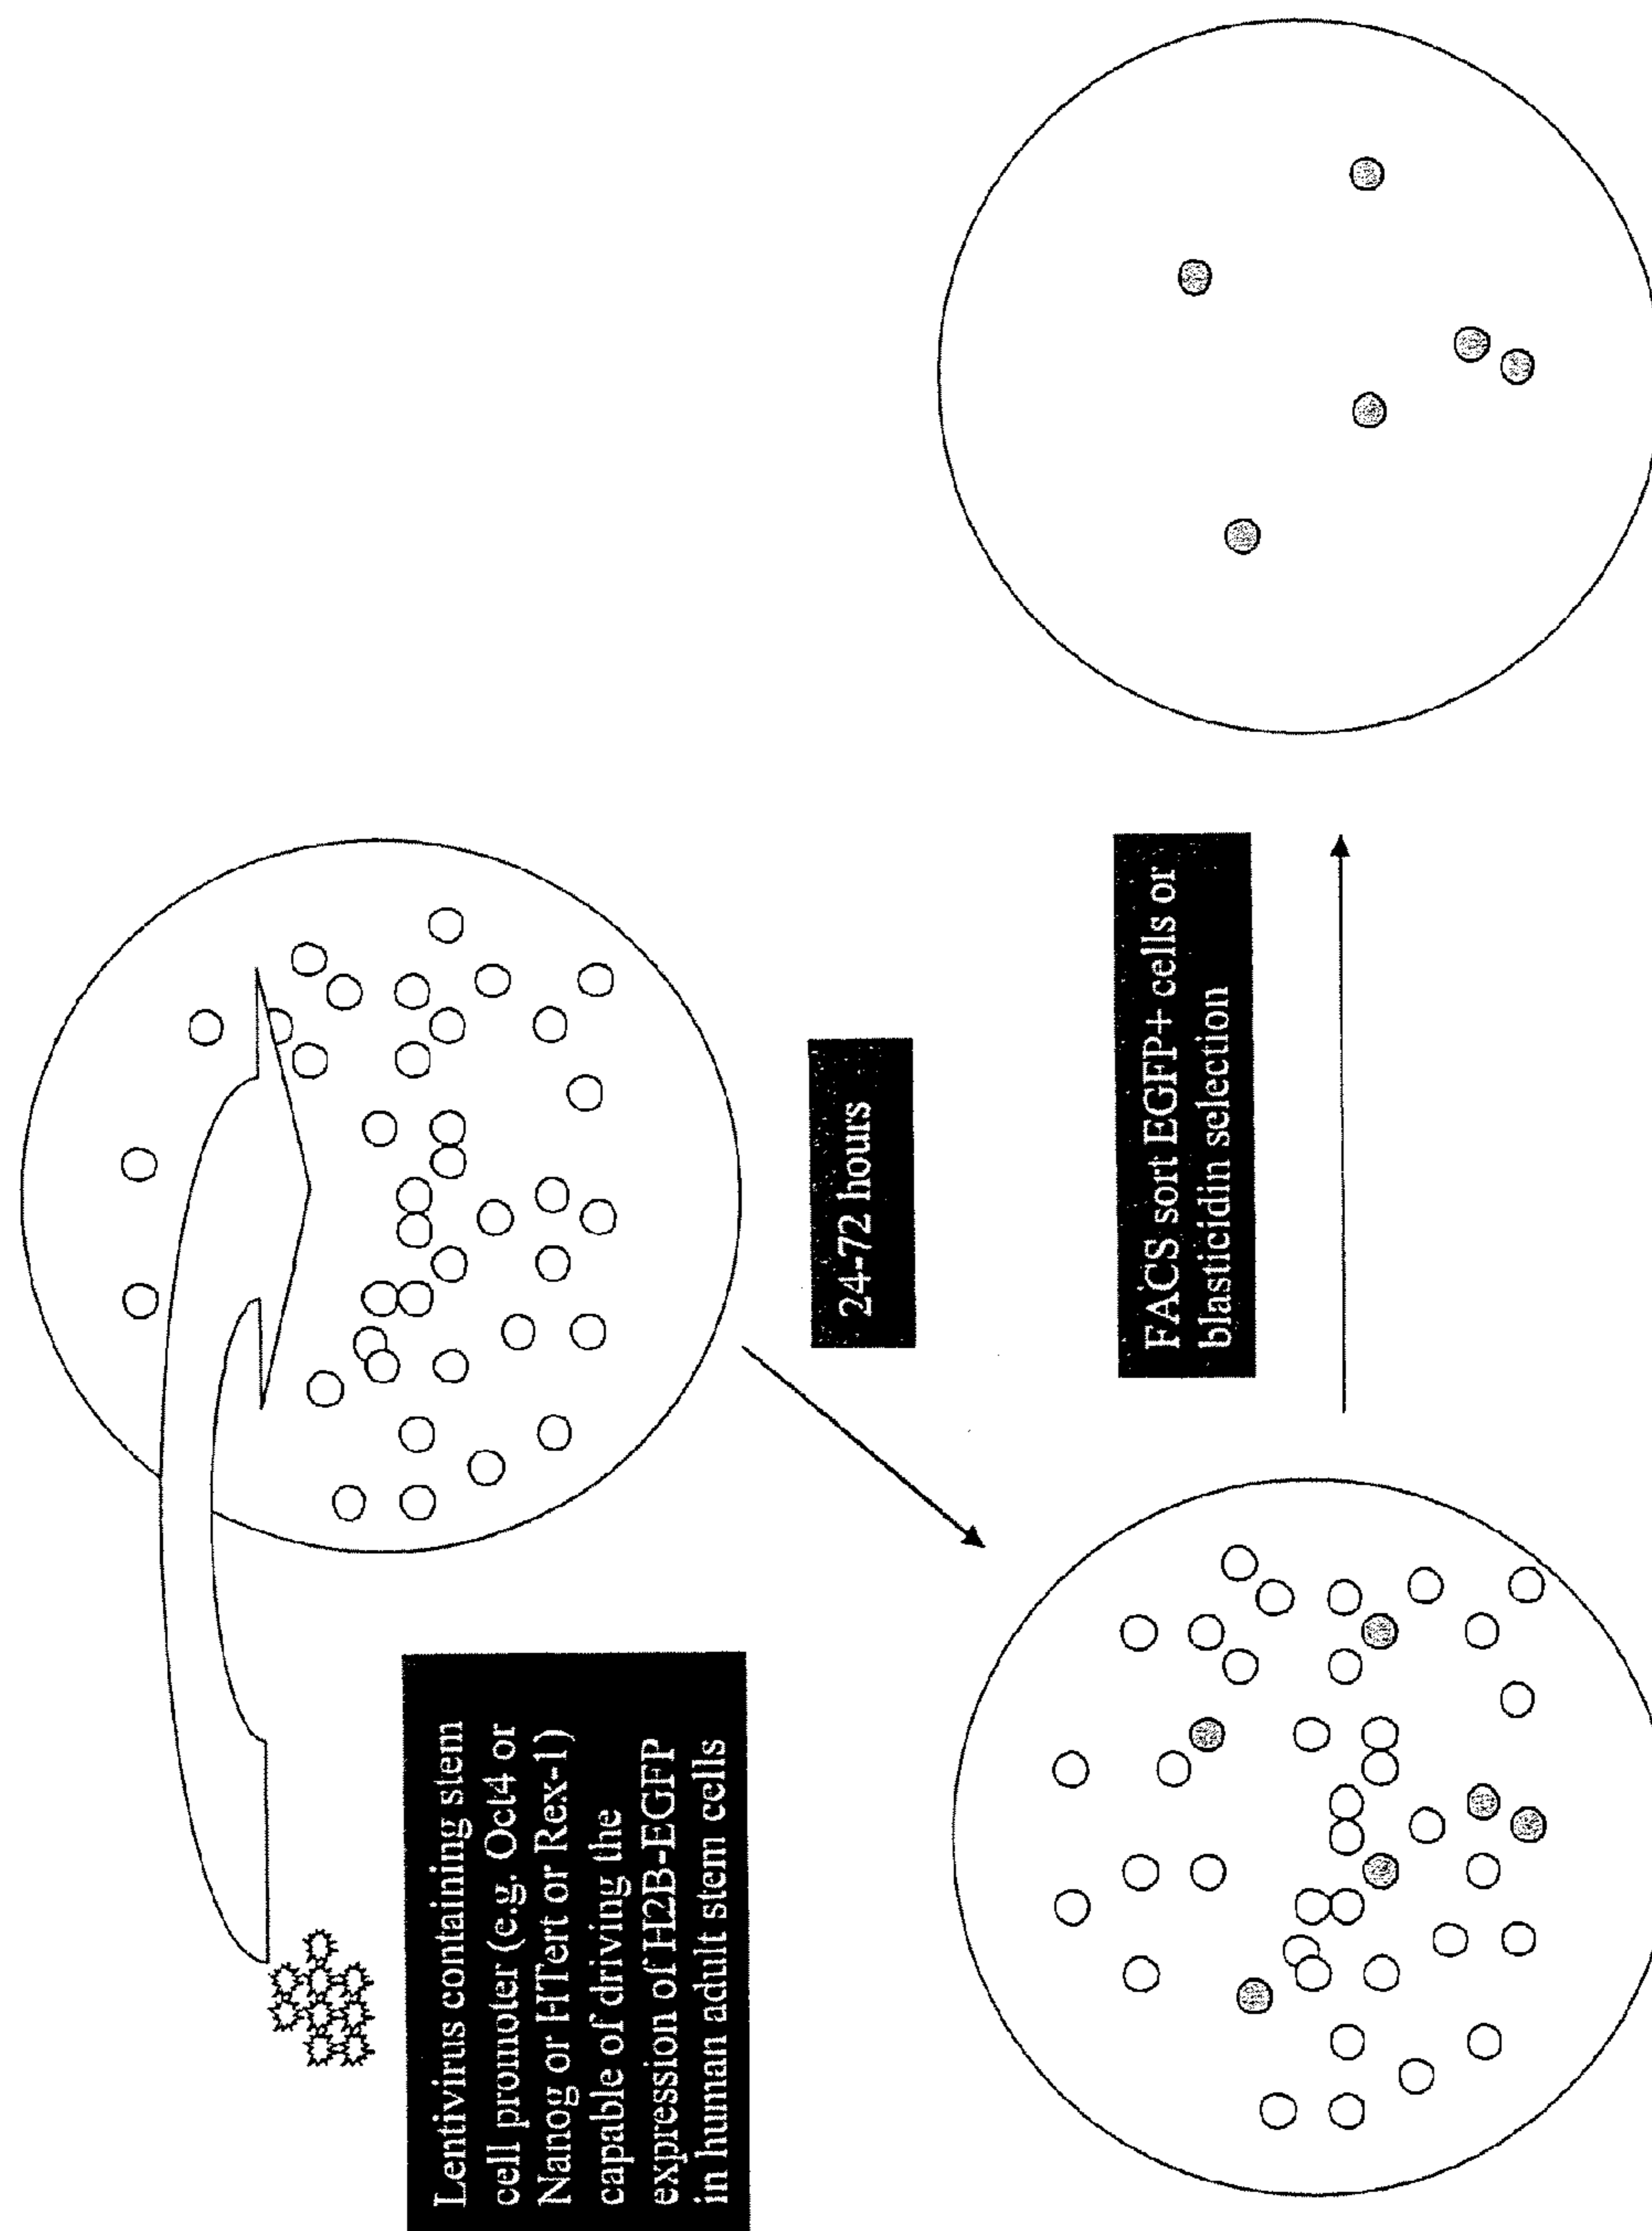 Lentivirus containing stem
cell promoter (e.g. Oct4 or
Nanog or HTert or Rex-1)
capable of driving the
expression of H2B-EGFP
in human adult stem cells
24-72 hours
FACS sort EGFP+ cells or
blasticidin selection